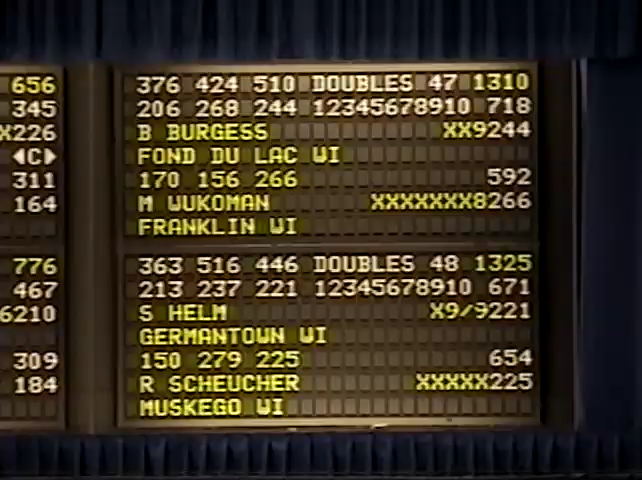 656
345
X226
◀C▶
311
164
776
467
6210
309
184
376 424 510 DOUBLES 47 1310
206 268 244 12345678910 718
B BURGESS XX9244
FOND DU LAC WI
170 156 266 592
M WUKOMAN XXXXXXX8266
FRANKLIN WI
363 516 446 DOUBLES 48 1325
213 237 221 12345678910 671
S HELM X9/9221
GERMANTOWN WI
150 279 225 654
R SCHEUCHER XXXXX225
MUSKEGO WI